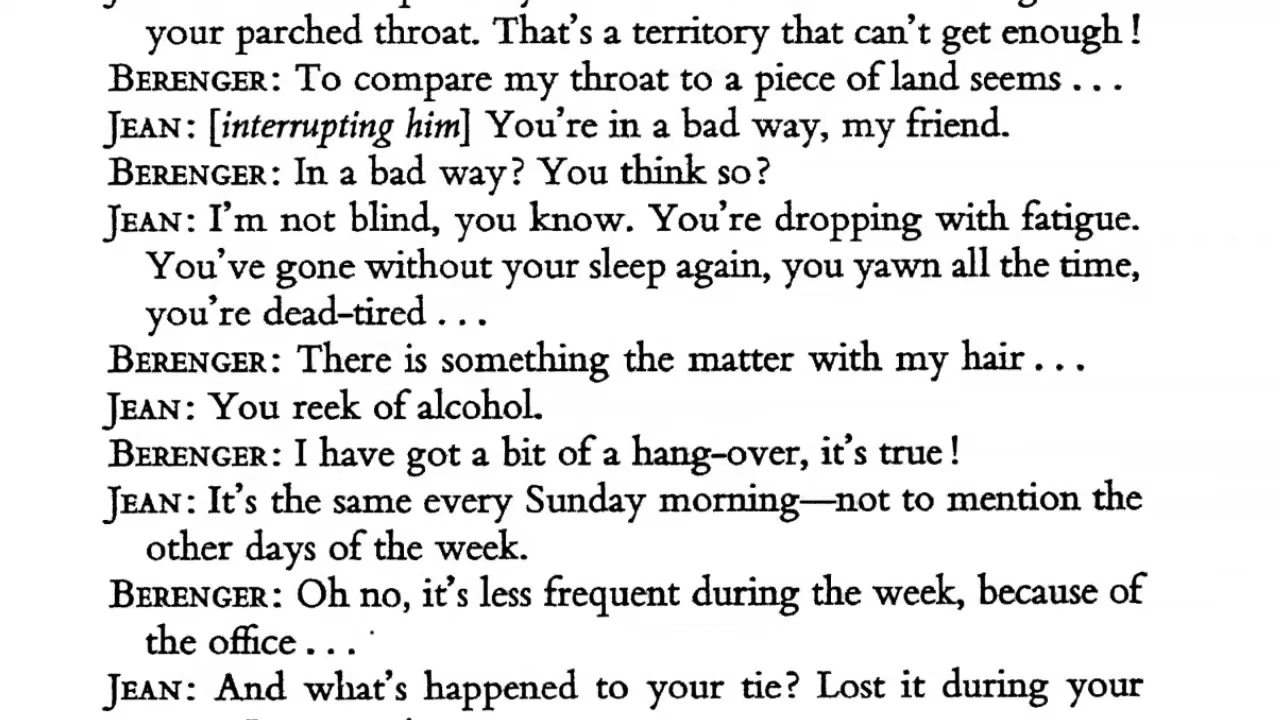 your parched throat. That's a territory that can't get enough!
BERENGER: To compare my throat to a piece of land seems . . .
JEAN: [interrupting him] You're in a bad way, my friend.
BERENGER: In a bad way? You think so?
JEAN: I'm not blind, you know. You're dropping with fatigue.
You've gone without your sleep again, you yawn all the time,
you're dead-tired . . .
BERENGER: There is something the matter with my hair . . .
JEAN: You reek of alcohol.
BERENGER: I have got a bit of a hang-over, it's true!
JEAN: It's the same every Sunday morning—not to mention the
other days of the week.
BERENGER: Oh no, it's less frequent during the week, because of
the office . . .
JEAN: And what's happened to your tie? Lost it during your